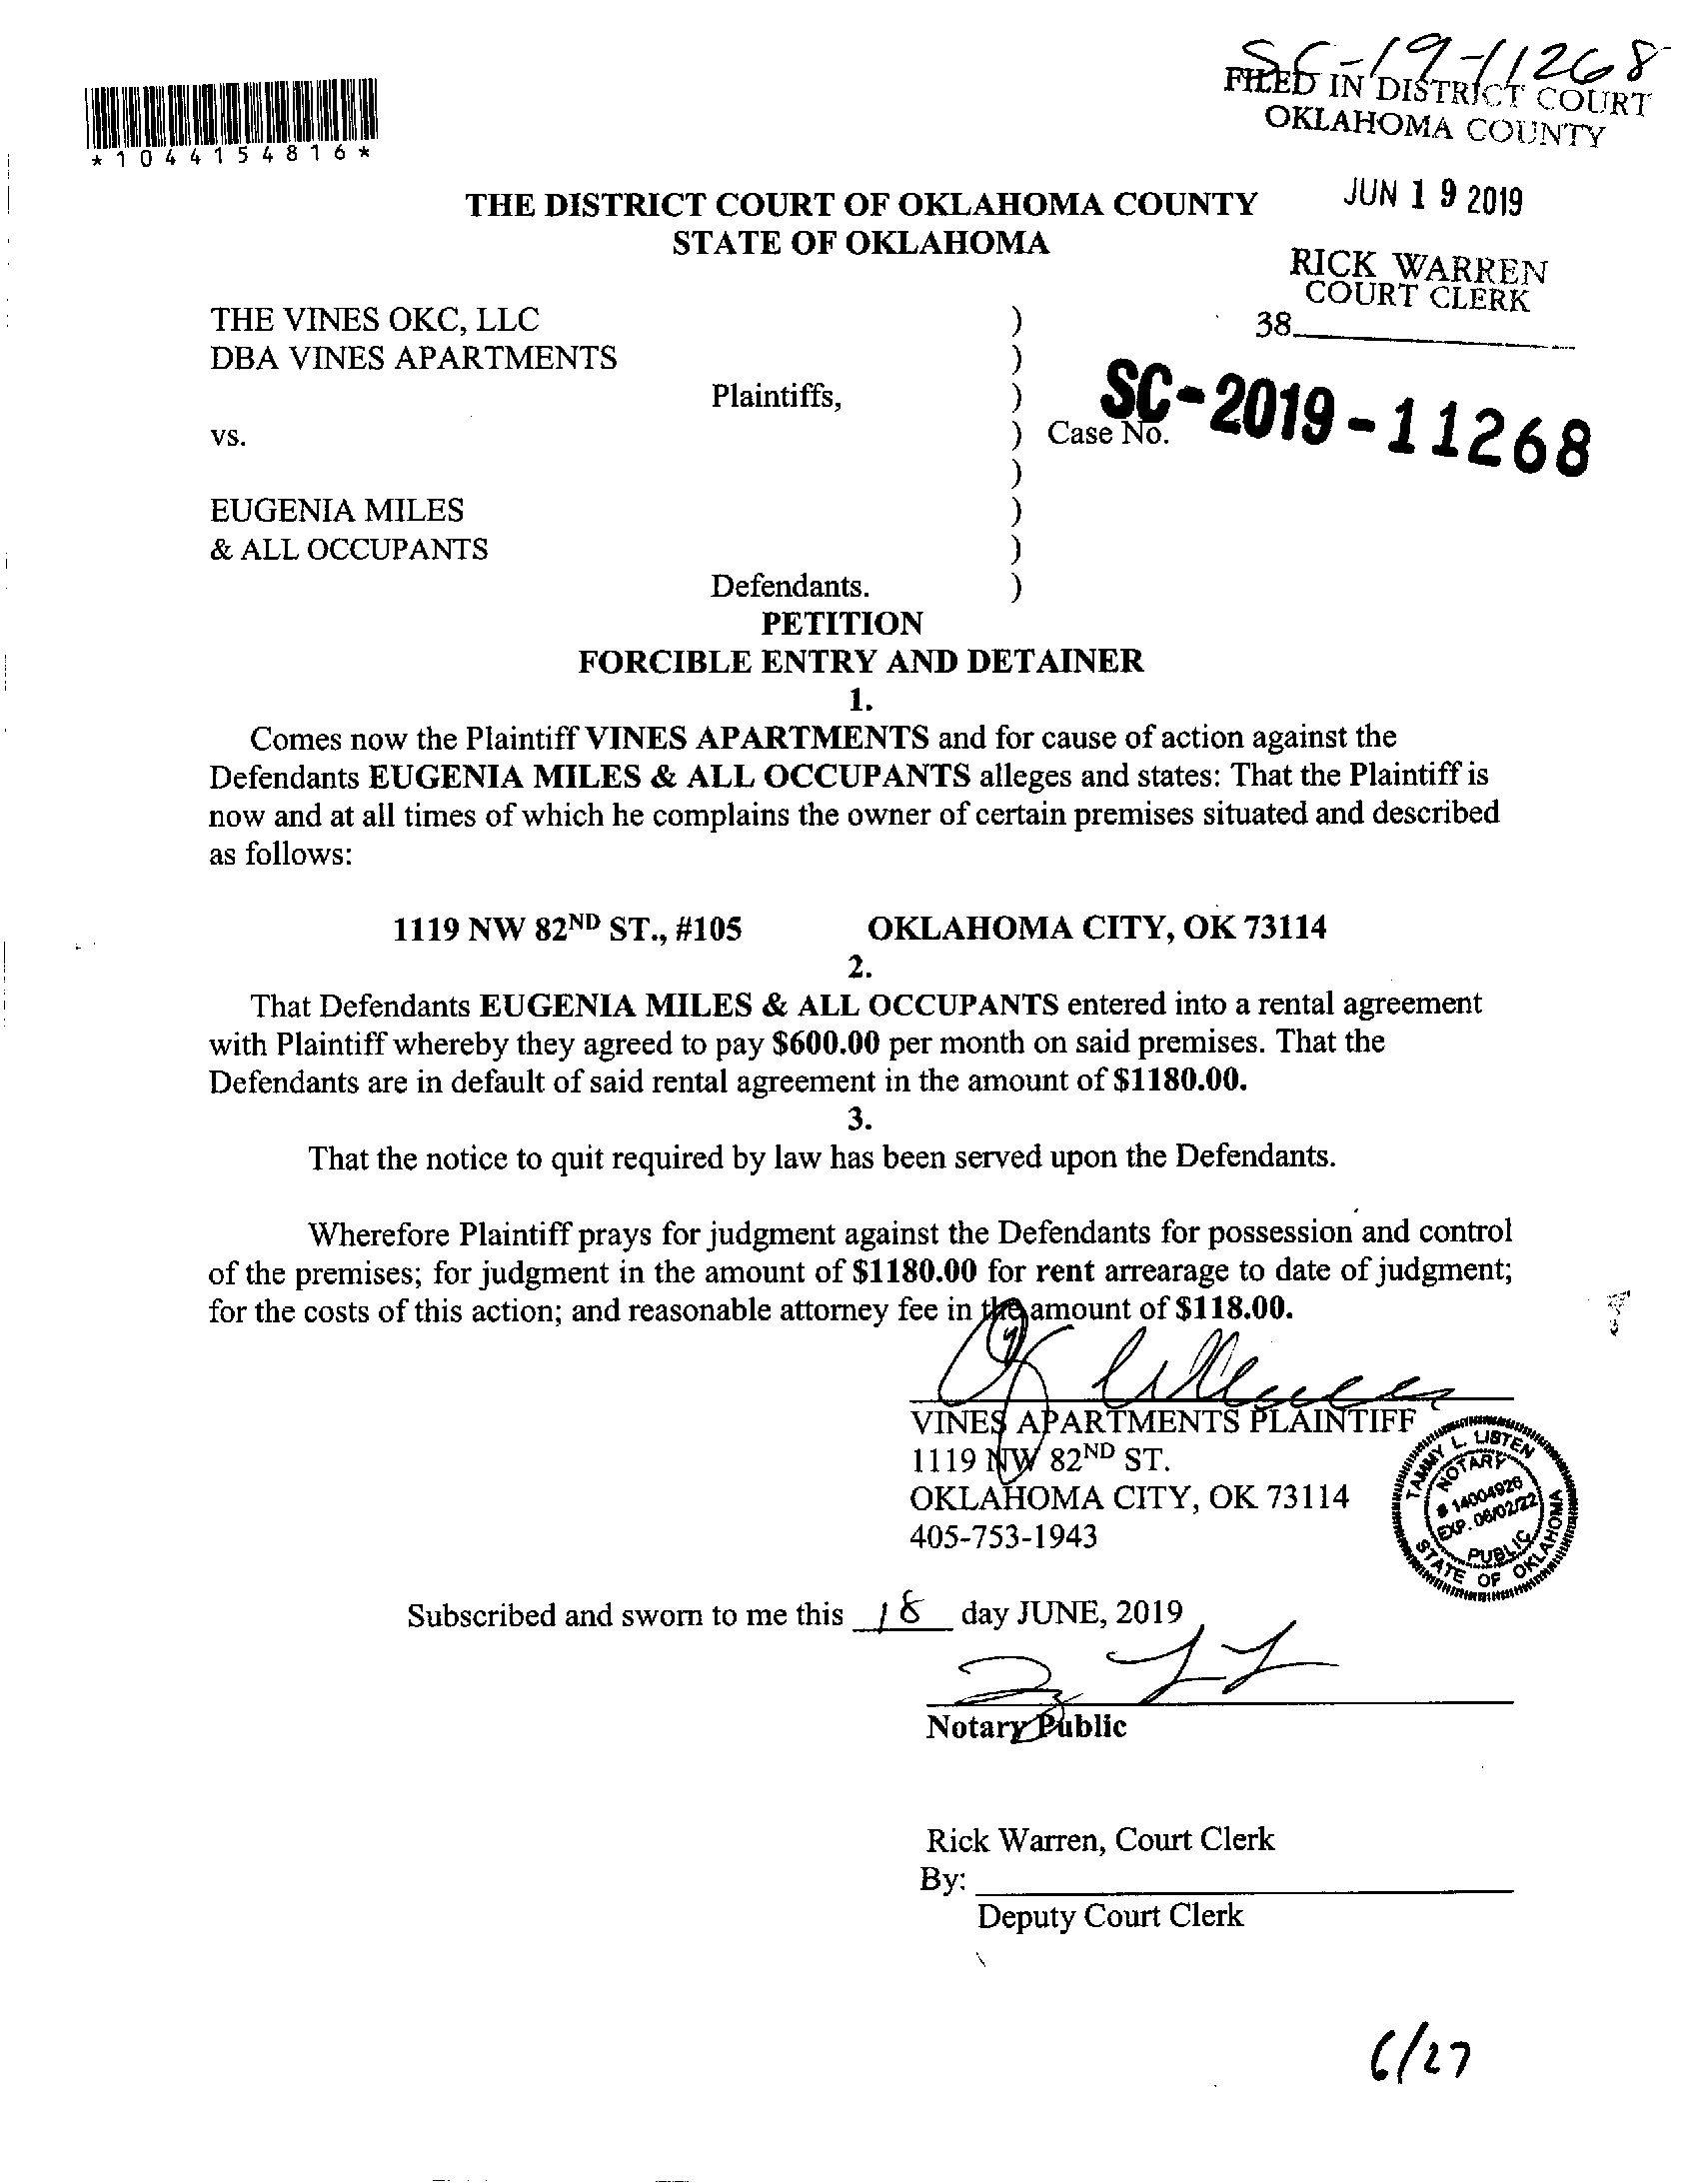 SC-19-11268
FILED IN DISTRICT COURT
OKLAHOMA COUNTY
*1044154816*
JUN 19 2019
THE DISTRICT COURT OF OKLAHOMA COUNTY
STATE OF OKLAHOMA
RICK WARREN
COURT CLERK
38
THE VINES OKC, LLC )
DBA VINES APARTMENTS )
Plaintiffs, )
vs. ) Case No. SC-2019-11268
)
EUGENIA MILES )
& ALL OCCUPANTS )
Defendants. )
PETITION
FORCIBLE ENTRY AND DETAINER
1.
Comes now the Plaintiff VINES APARTMENTS and for cause of action against the
Defendants EUGENIA MILES & ALL OCCUPANTS alleges and states: That the Plaintiff is
now and at all times of which he complains the owner of certain premises situated and described
as follows:
1119 NW 82ND ST., #105 OKLAHOMA CITY, OK 73114
2.
That Defendants EUGENIA MILES & ALL OCCUPANTS entered into a rental agreement
with Plaintiff whereby they agreed to pay $600.00 per month on said premises. That the
Defendants are in default of said rental agreement in the amount of $1180.00.
3.
That the notice to quit required by law has been served upon the Defendants.
Wherefore Plaintiff prays for judgment against the Defendants for possession and control
of the premises; for judgment in the amount of $1180.00 for rent arrearage to date of judgment;
for the costs of this action; and reasonable attorney fee in the amount of $118.00.
VINES APARTMENTS PLAINTIFF
1119 NW 82ND ST.
OKLAHOMA CITY, OK 73114
405-753-1943
TAMMY L. LISTEN
NOTARY
# 14004926
EXP. 06/02/22
PUBLIC
STATE OF OKLAHOMA
Subscribed and sworn to me this 18 day JUNE, 2019
Notary Public
Rick Warren, Court Clerk
By:
Deputy Court Clerk
6/27